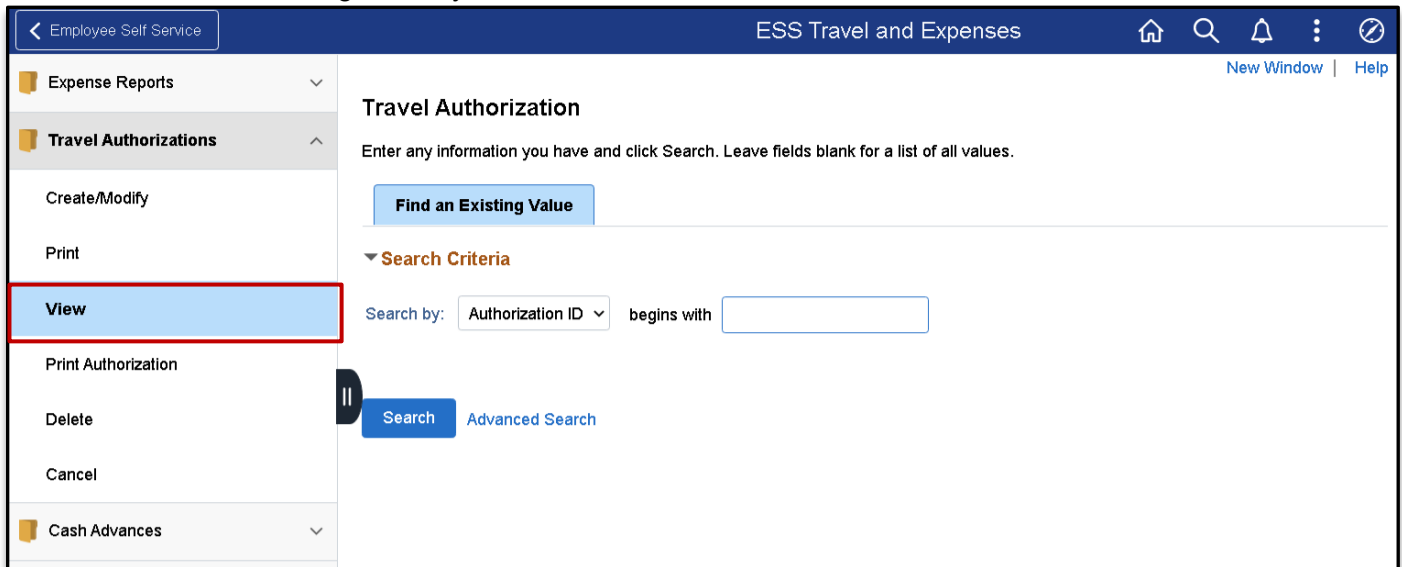 Employee Self Service
ESS Travel and Expenses
New Window | Help
Expense Reports
Travel Authorizations
Create/Modify
Print
View
Print Authorization
Delete
Cancel
Cash Advances
Travel Authorization
Enter any information you have and click Search. Leave fields blank for a list of all values.
Find an Existing Value
Search Criteria
Search by: Authorization ID begins with
Search Advanced Search